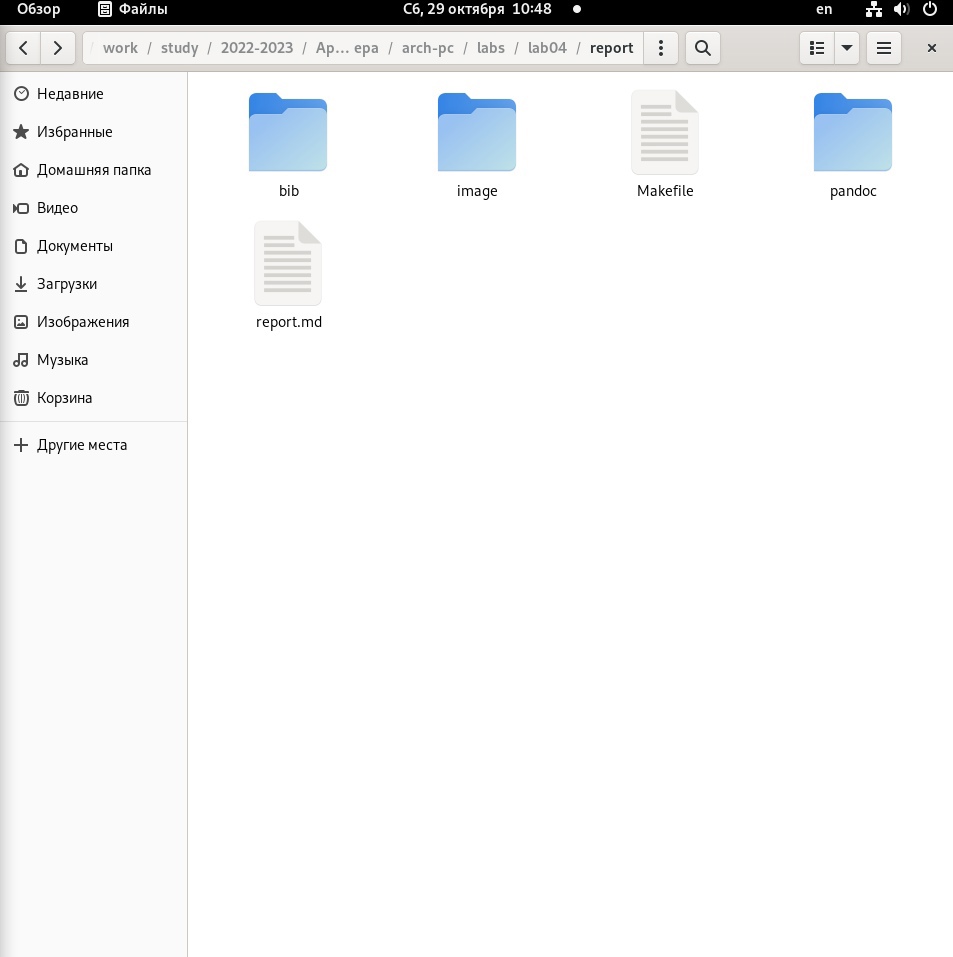 Обзор Файлы Сб, 29 октября 10:48 en
work / study / 2022-2023 / Ар… ера / arch-pc / labs / lab04 / report
Недавние
Избранные
Домашняя папка
Видео
Документы
Загрузки
Изображения
Музыка
Корзина
Другие места
bib image Makefile pandoc
report.md